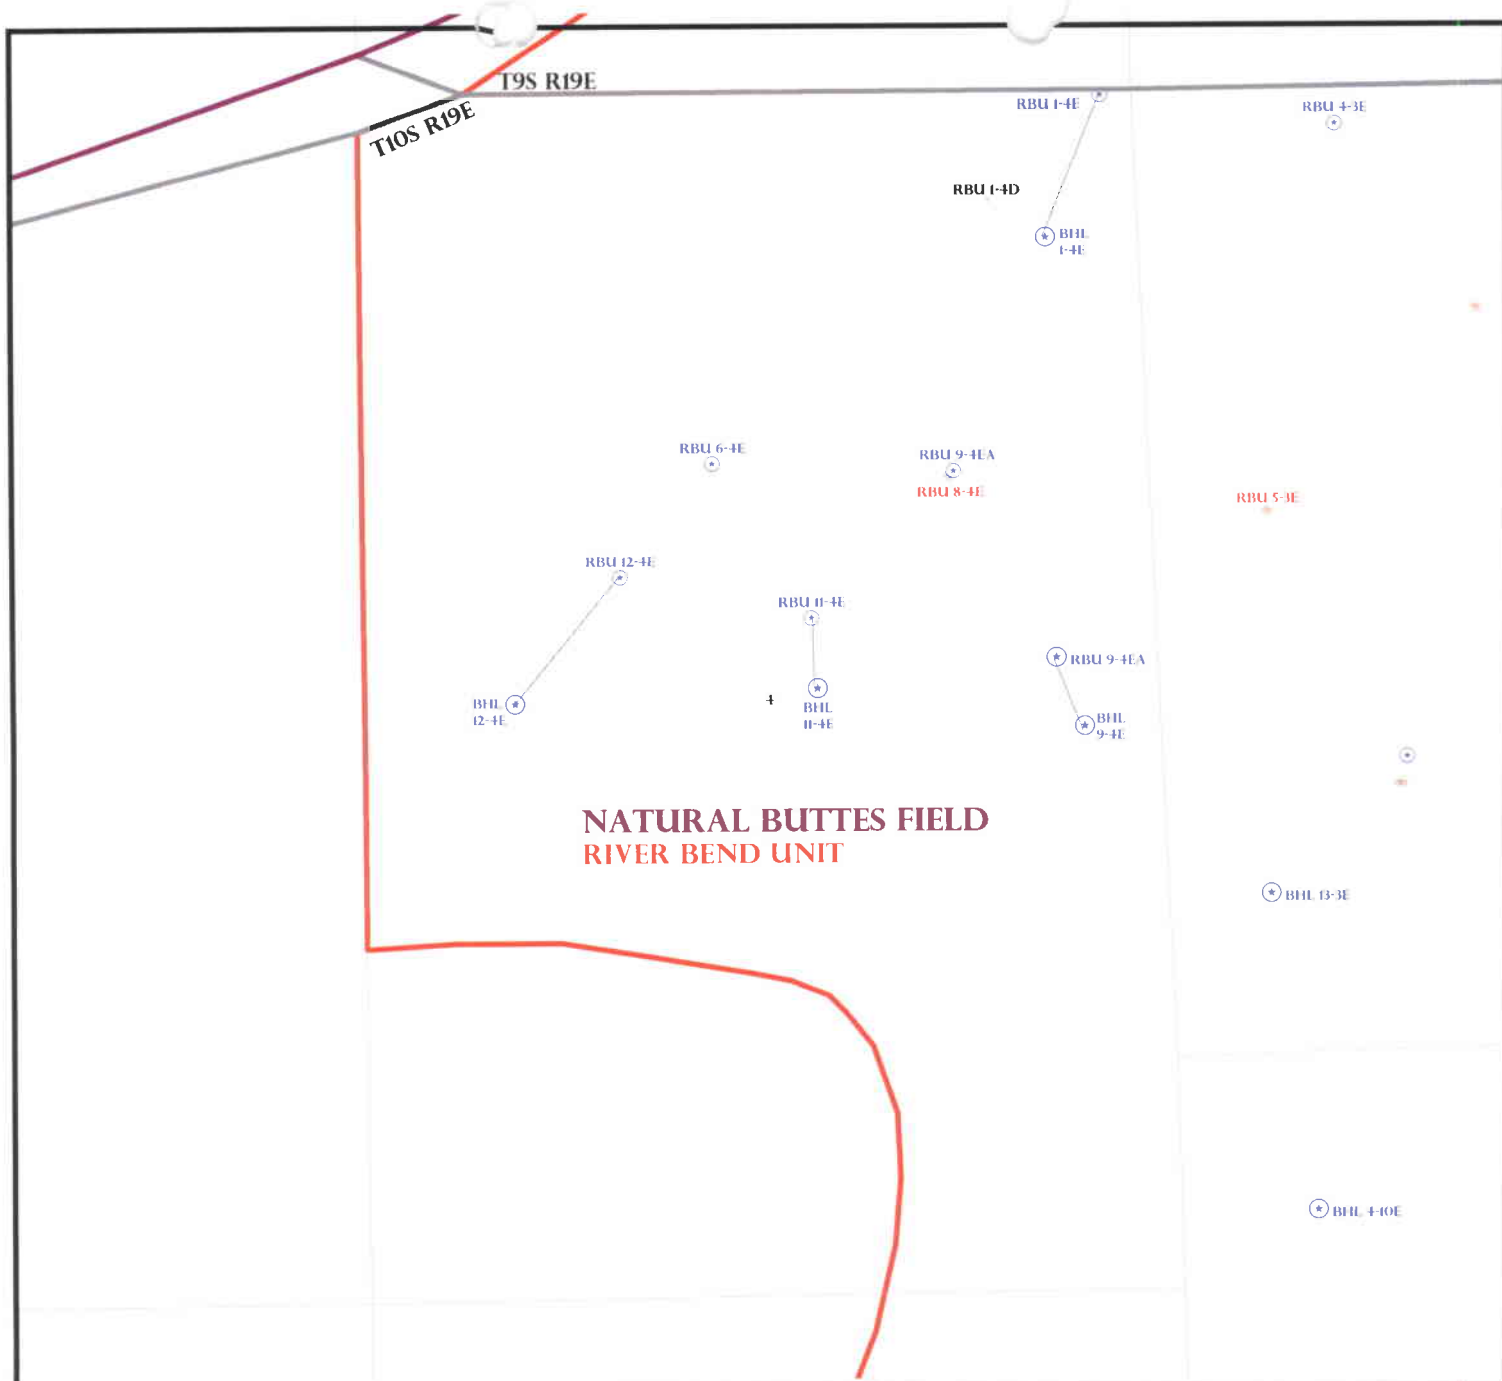 T9S R19E
T10S R19E
RBU 1-4E
RBU 4-3E
RBU 1-4D
BHL
1-4E
RBU 6-4E
RBU 9-4EA
RBU 8-4E
RBU 5-3E
RBU 12-4E
RBU 11-4E
RBU 9-4EA
BHL
12-4E
4
BHL
11-4E
BHL
9-4E
NATURAL BUTTES FIELD
RIVER BEND UNIT
BHL 13-3E
BHL 4-10E